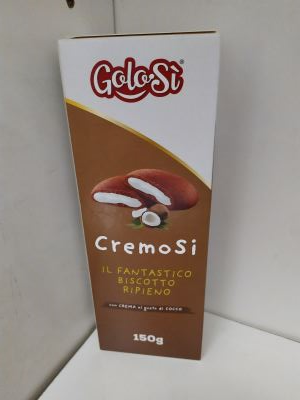 GoloSì®
CremoSì
IL FANTASTICO
BISCOTTO
RIPIENO
con CREMA al gusto di COCCO
150g